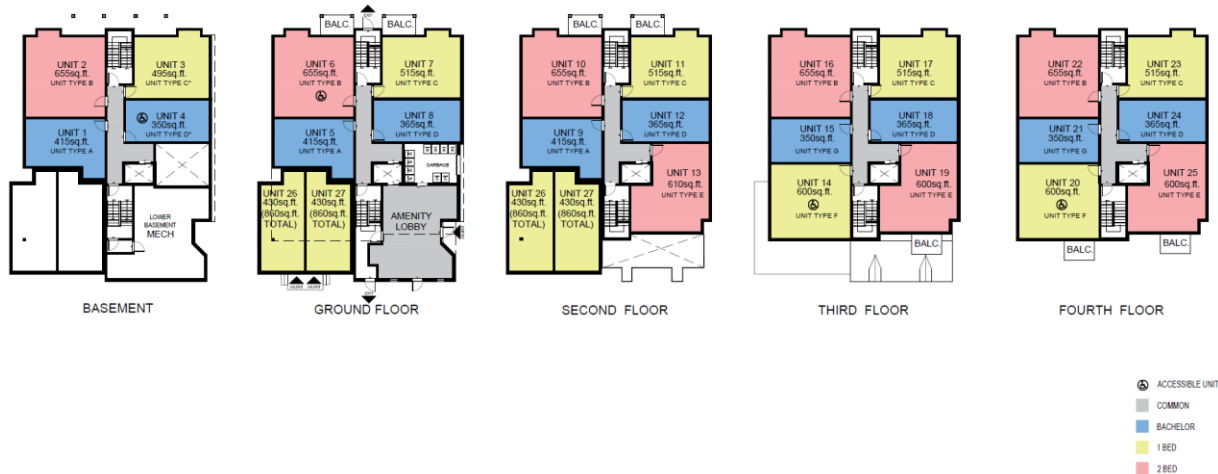 UNIT 2
655sq.ft.
UNIT TYPE B
UNIT 3
495sq.ft.
UNIT TYPE C*
UNIT 4
350sq.ft.
UNIT TYPE D*
UNIT 1
415sq.ft.
UNIT TYPE A
LOWER
BASEMENT
MECH
BASEMENT
BALC.
BALC.
EXIT
UNIT 6
655sq.ft.
UNIT TYPE B
UNIT 7
515sq.ft.
UNIT TYPE C
UNIT 8
365sq.ft.
UNIT TYPE D
UNIT 5
415sq.ft.
UNIT TYPE A
GARBAGE
UNIT 26
430sq.ft.
(860sq.ft.
TOTAL)
UNIT 27
430sq.ft.
(860sq.ft.
TOTAL)
AMENITY
LOBBY
EXIT
GROUND FLOOR
BALC.
BALC.
UNIT 10
655sq.ft.
UNIT TYPE B
UNIT 11
515sq.ft.
UNIT TYPE C
UNIT 12
365sq.ft.
UNIT TYPE D
UNIT 9
415sq.ft.
UNIT TYPE A
UNIT 13
610sq.ft.
UNIT TYPE E
UNIT 26
430sq.ft.
(860sq.ft.
TOTAL)
UNIT 27
430sq.ft.
(860sq.ft.
TOTAL)
SECOND FLOOR
UNIT 16
655sq.ft.
UNIT TYPE B
UNIT 17
515sq.ft.
UNIT TYPE C
UNIT 18
365sq.ft.
UNIT TYPE D
UNIT 15
350sq.ft.
UNIT TYPE G
UNIT 19
600sq.ft.
UNIT TYPE E
UNIT 14
600sq.ft.
UNIT TYPE F
BALC.
THIRD FLOOR
UNIT 22
655sq.ft.
UNIT TYPE B
UNIT 23
515sq.ft.
UNIT TYPE C
UNIT 24
365sq.ft.
UNIT TYPE D
UNIT 21
350sq.ft.
UNIT TYPE G
UNIT 25
600sq.ft.
UNIT TYPE E
UNIT 20
600sq.ft.
UNIT TYPE F
BALC.
BALC.
FOURTH FLOOR
ACCESSIBLE UNIT
COMMON
BACHELOR
1 BED
2 BED